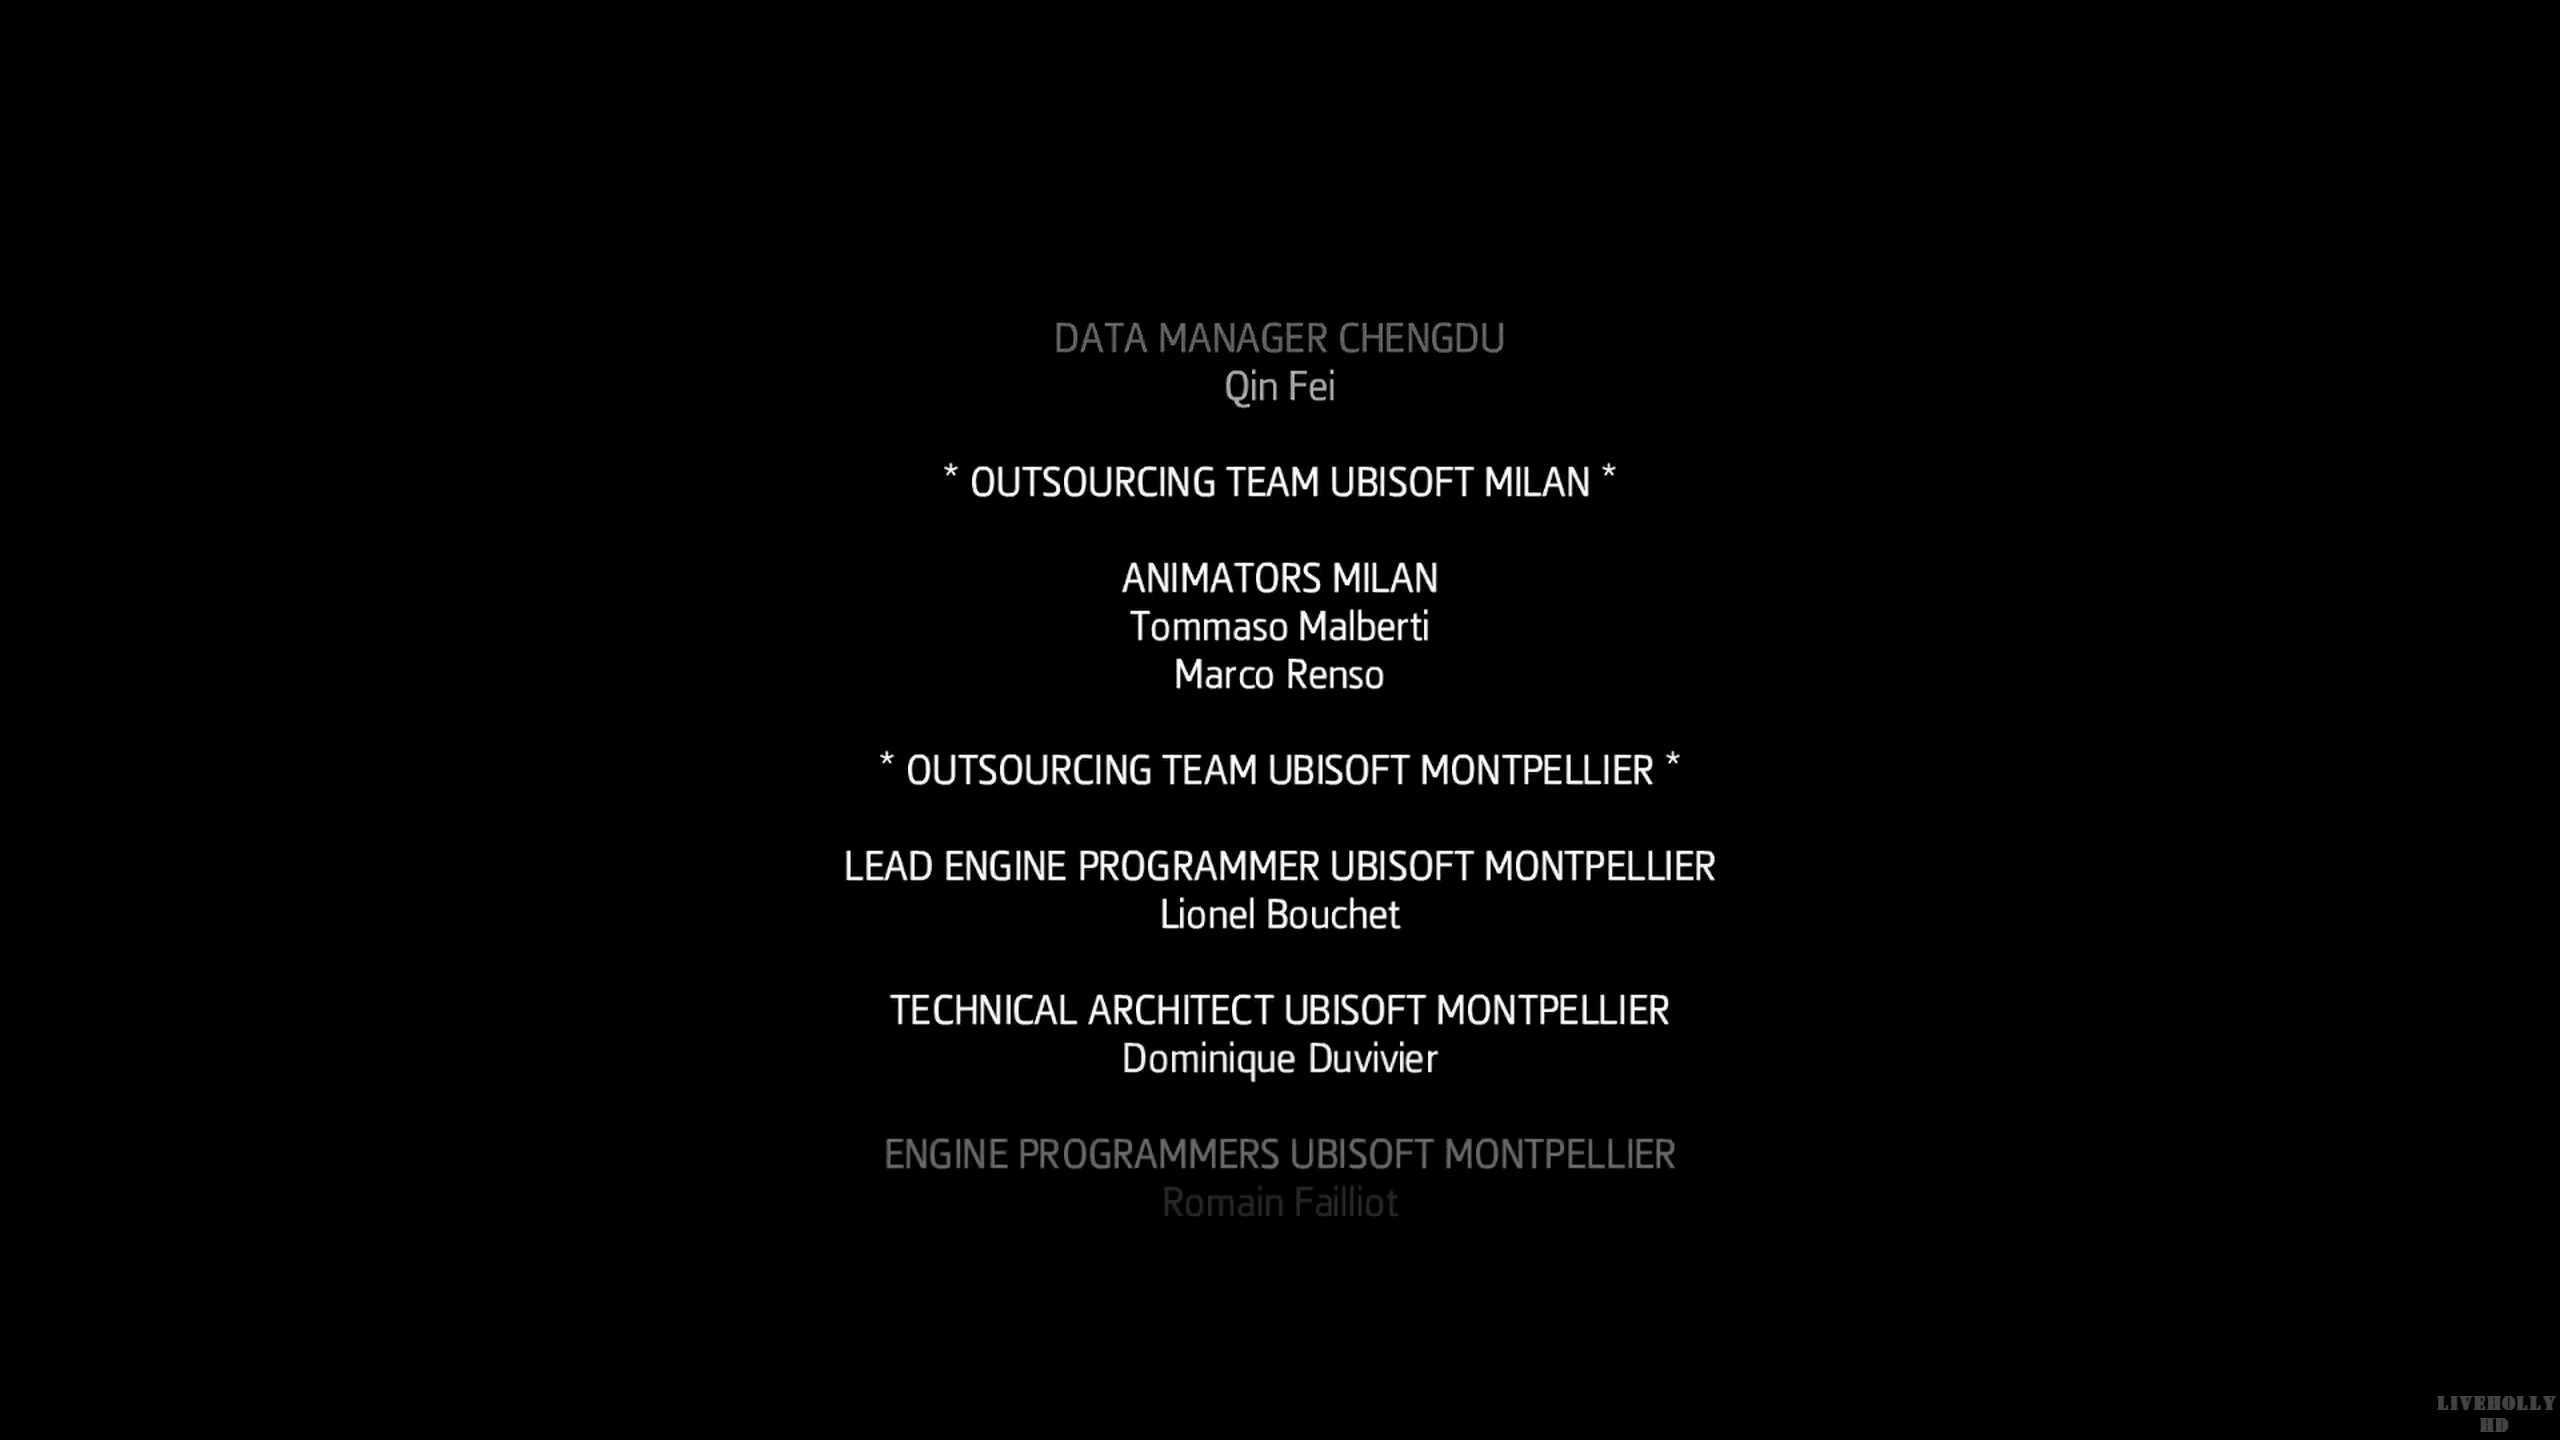 DATA MANAGER CHENGDU
Qin Fei
* OUTSOURCING TEAM UBISOFT MILAN *
ANIMATORS MILAN
Tommaso Malberti
Marco Renso
* OUTSOURCING TEAM UBISOFT MONTPELLIER *
LEAD ENGINE PROGRAMMER UBISOFT MONTPELLIER
Lionel Bouchet
TECHNICAL ARCHITECT UBISOFT MONTPELLIER
Dominique Duvivier
ENGINE PROGRAMMERS UBISOFT MONTPELLIER
Romain Failliot
LIVEHOLLY
HD